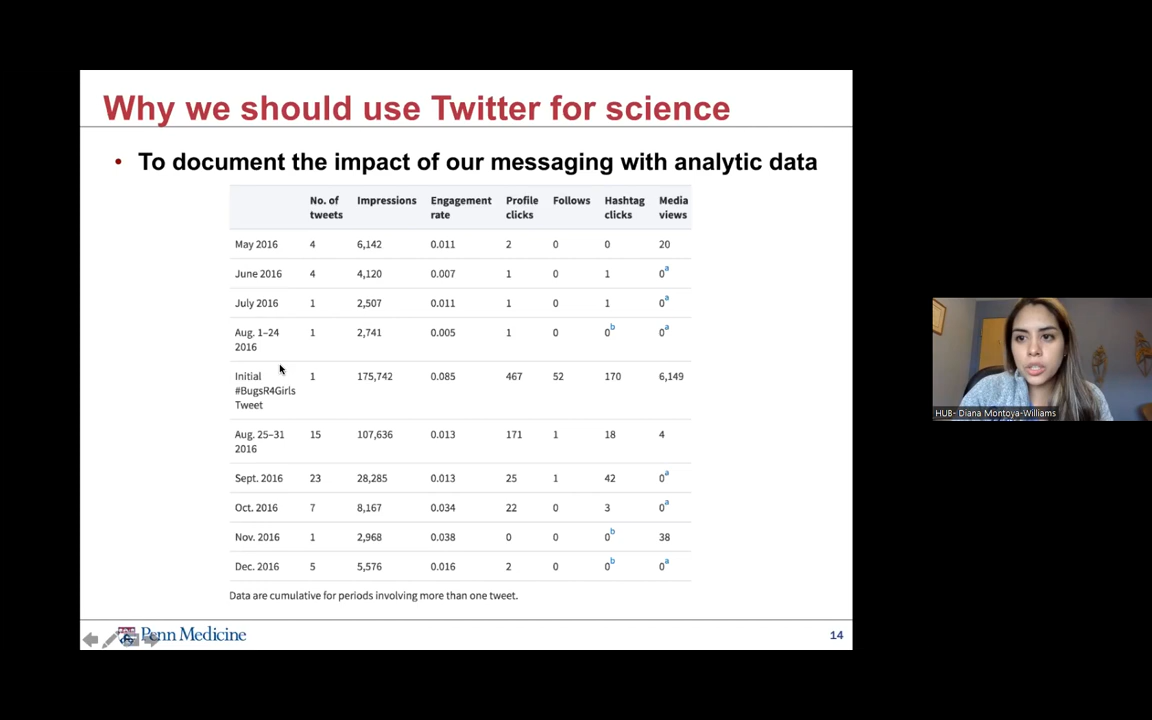 Why we should use Twitter for science
• To document the impact of our messaging with analytic data
No. of tweets Impressions Engagement rate Profile clicks Follows Hashtag clicks Media views
May 2016 4 6,142 0.011 2 0 0 20
June 2016 4 4,120 0.007 1 0 1 0a
July 2016 1 2,507 0.011 1 0 1 0a
Aug. 1–24 2016 1 2,741 0.005 1 0 0b 0a
Initial #BugsR4Girls Tweet 1 175,742 0.085 467 52 170 6,149
Aug. 25–31 2016 15 107,636 0.013 171 1 18 4
Sept. 2016 23 28,285 0.013 25 1 42 0a
Oct. 2016 7 8,167 0.034 22 0 3 0a
Nov. 2016 1 2,968 0.038 0 0 0b 38
Dec. 2016 5 5,576 0.016 2 0 0b 0a
Data are cumulative for periods involving more than one tweet.
Penn Medicine
14
HUB- Diana Montoya-Williams